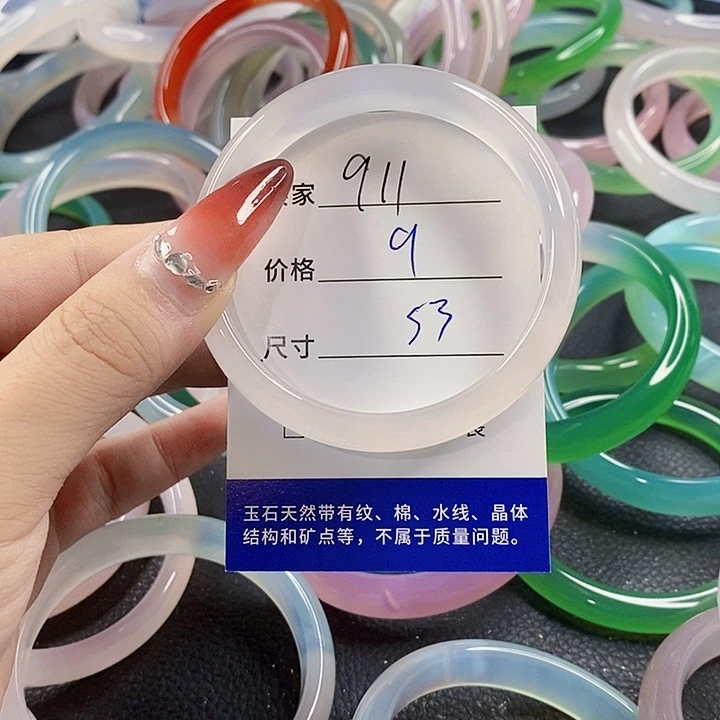 家 911
价格 9
尺寸 53
玉石天然带有纹、棉、水线、晶体
结构和矿点等，不属于质量问题。